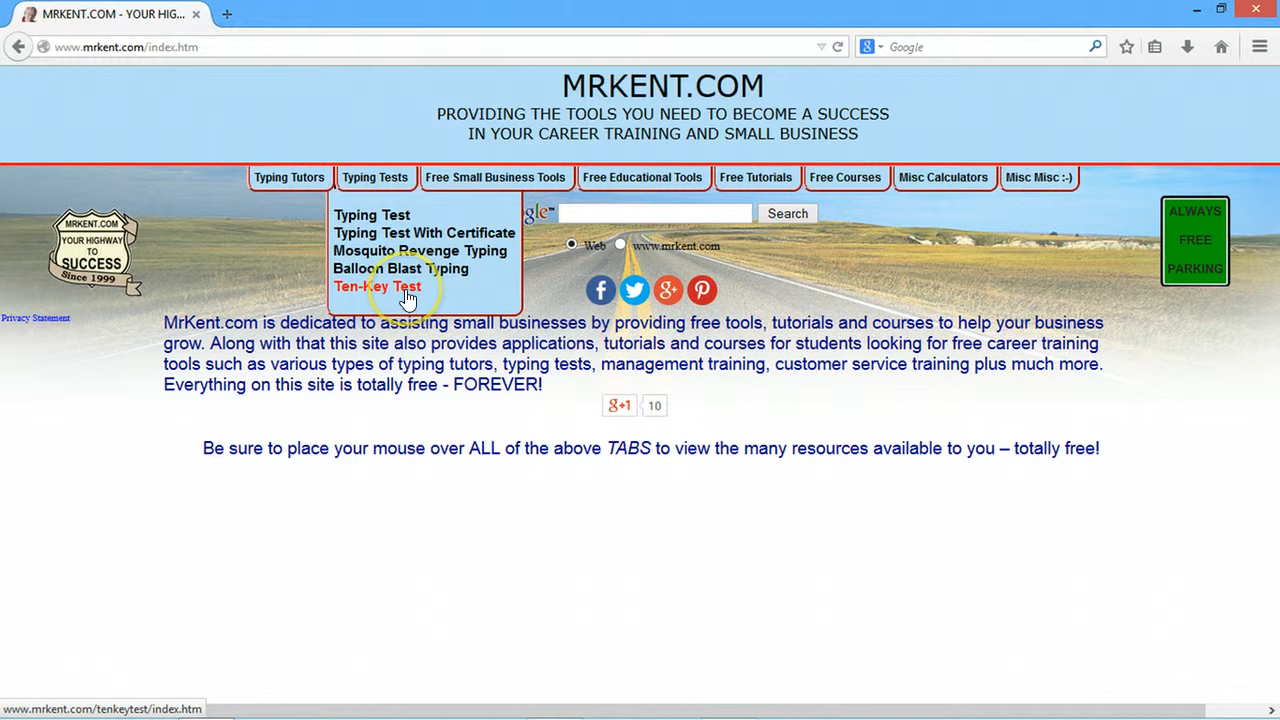 MRKENT.COM - YOUR HIG...
www.mrkent.com/index.htm
Google
MRKENT.COM
PROVIDING THE TOOLS YOU NEED TO BECOME A SUCCESS
IN YOUR CAREER TRAINING AND SMALL BUSINESS
Typing Tutors
Typing Tests
Free Small Business Tools
Free Educational Tools
Free Tutorials
Free Courses
Misc Calculators
Misc Misc :-)
Typing Test
Typing Test With Certificate
Mosquito Revenge Typing
Balloon Blast Typing
Ten-Key Test
Search
Web
www.mrkent.com
MRKENT.COM
YOUR HIGHWAY
TO
SUCCESS
Since 1999
ALWAYS
FREE
PARKING
Privacy Statement
MrKent.com is dedicated to assisting small businesses by providing free tools, tutorials and courses to help your business
grow. Along with that this site also provides applications, tutorials and courses for students looking for free career training
tools such as various types of typing tutors, typing tests, management training, customer service training plus much more.
Everything on this site is totally free - FOREVER!
g+1
10
Be sure to place your mouse over ALL of the above TABS to view the many resources available to you – totally free!
www.mrkent.com/tenkeytest/index.htm